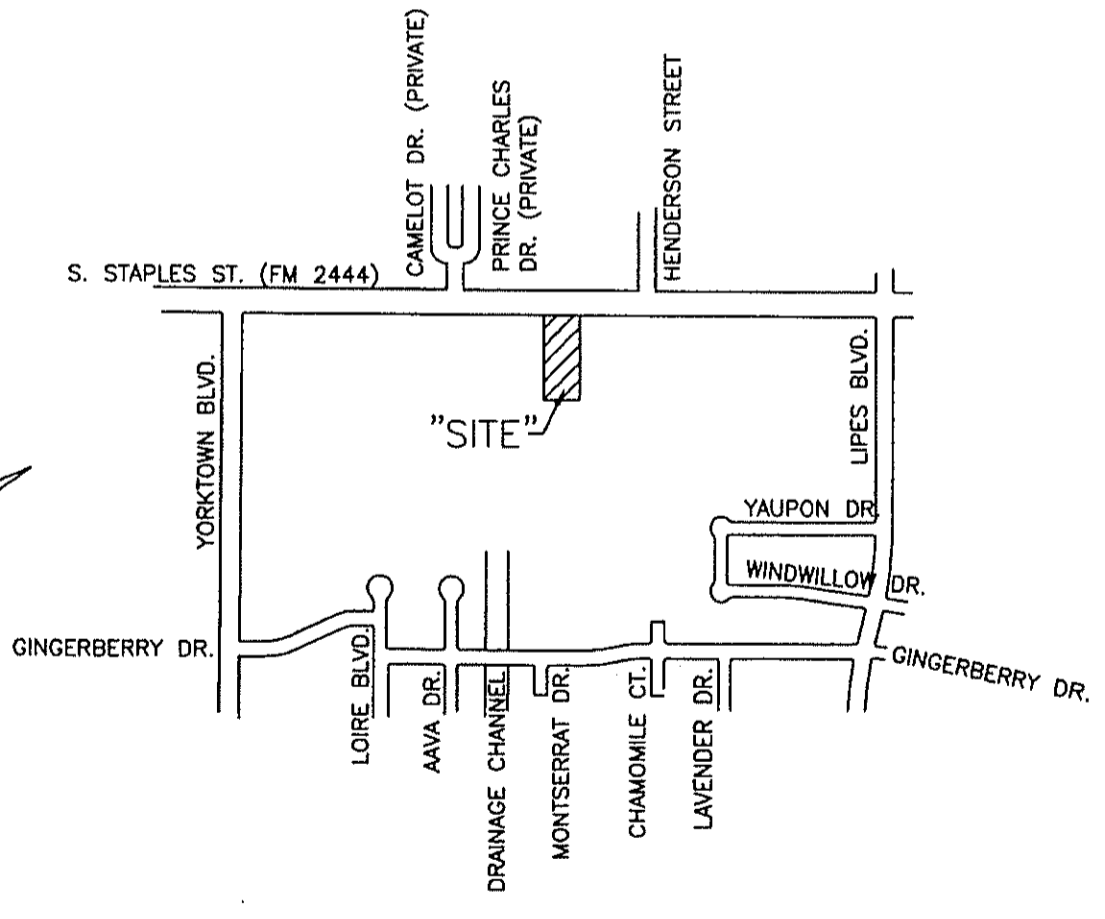 CAMELOT DR. (PRIVATE)
PRINCE CHARLES
DR. (PRIVATE)
HENDERSON STREET
S. STAPLES ST. (FM 2444)
YORKTOWN BLVD.
"SITE"
LIPES BLVD.
YAUPON DR.
WINDWILLOW DR.
GINGERBERRY DR.
GINGERBERRY DR.
LOIRE BLVD.
AAVA DR.
DRAINAGE CHANNEL
MONTSERRAT DR.
CHAMOMILE CT.
LAVENDER DR.